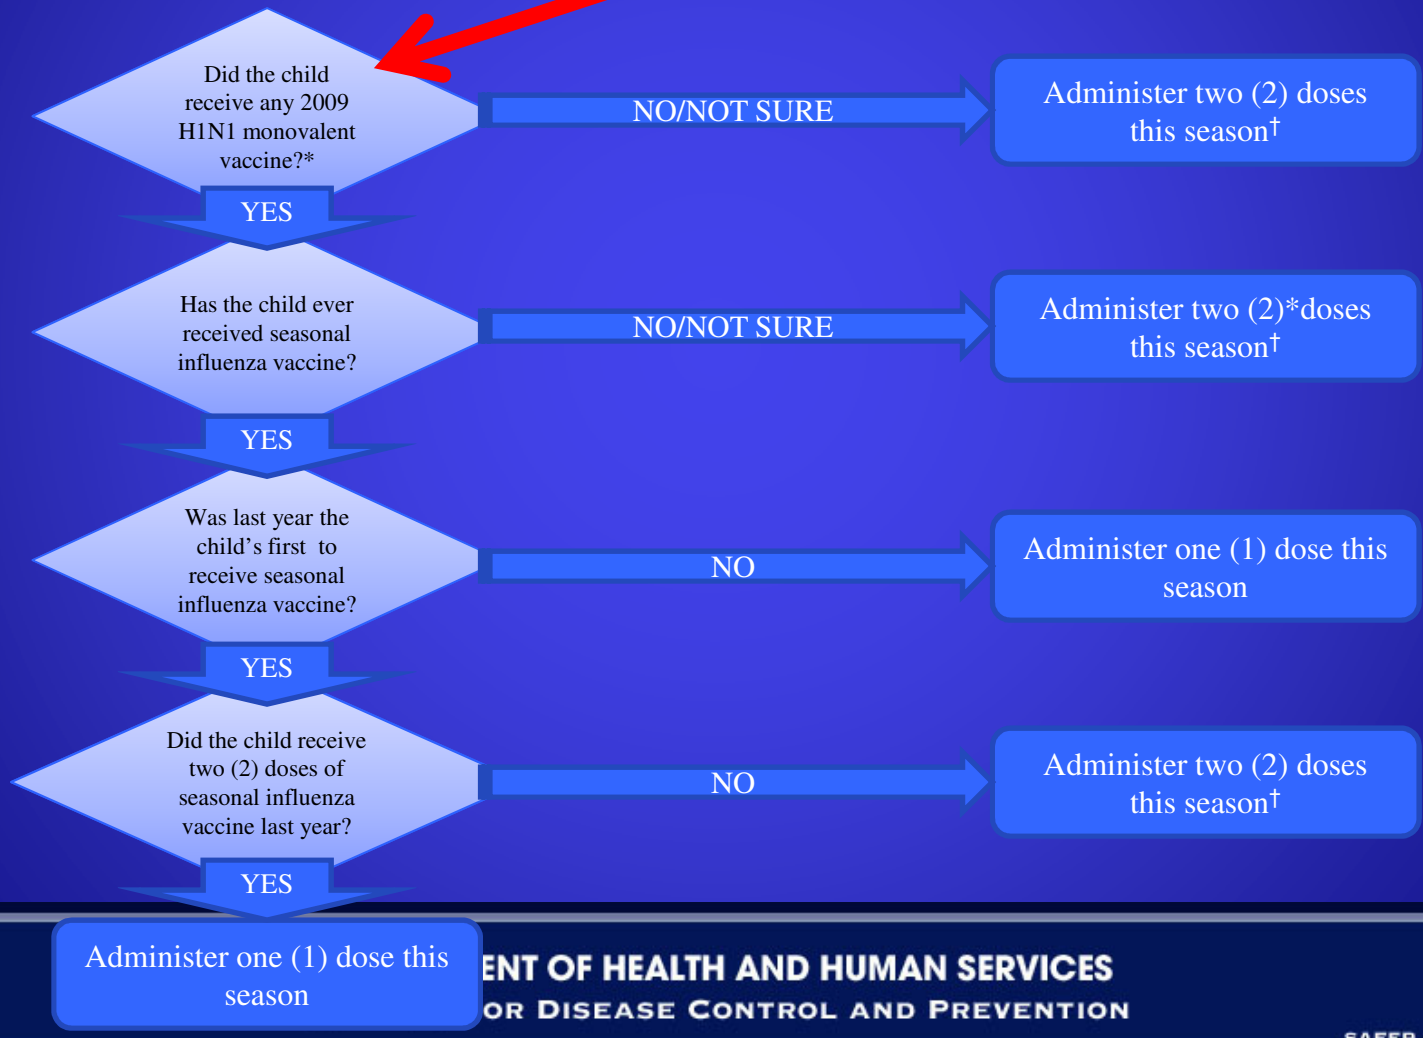 Did the child
receive any 2009
H1N1 monovalent
vaccine?*
NO/NOT SURE
Administer two (2) doses
this season†
YES
Has the child ever
received seasonal
influenza vaccine?
NO/NOT SURE
Administer two (2)*doses
this season†
YES
Was last year the
child’s first to
receive seasonal
influenza vaccine?
NO
Administer one (1) dose this
season
YES
Did the child receive
two (2) doses of
seasonal influenza
vaccine last year?
NO
Administer two (2) doses
this season†
YES
Administer one (1) dose this
season
ENT OF HEALTH AND HUMAN SERVICES
OR DISEASE CONTROL AND PREVENTION